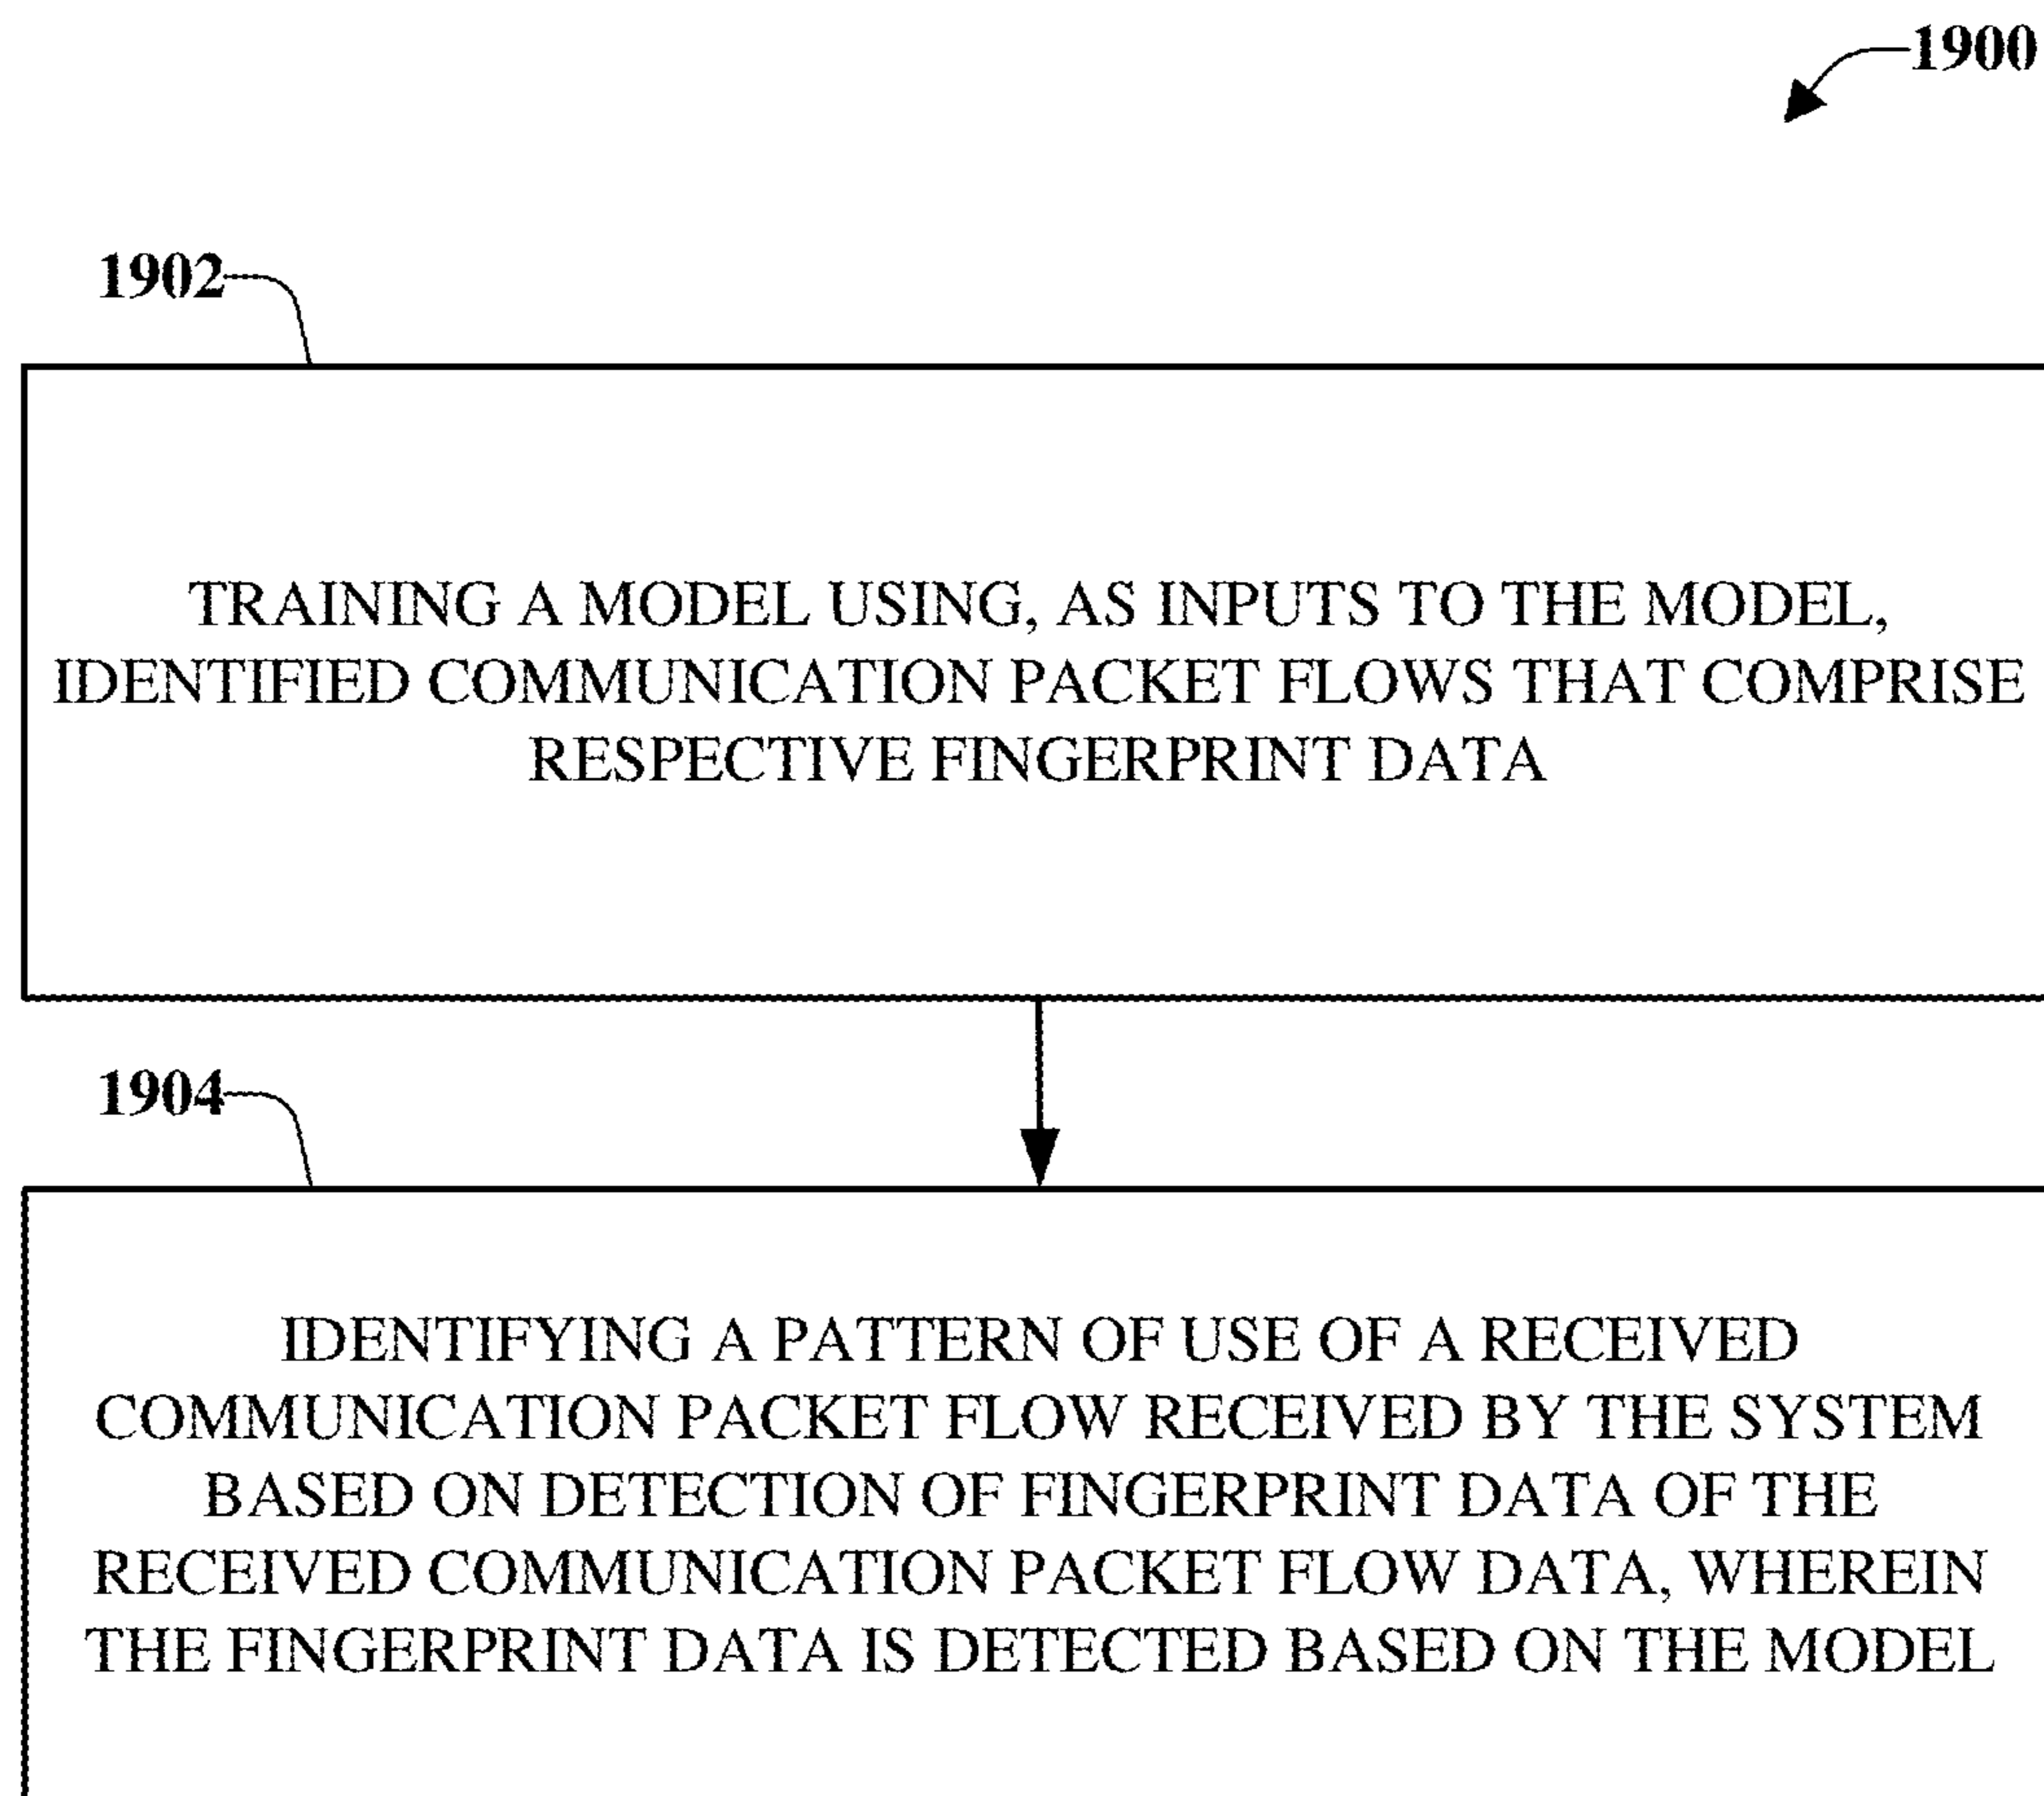 1900
1902
TRAINING A MODEL USING, AS INPUTS TO THE MODEL,
IDENTIFIED COMMUNICATION PACKET FLOWS THAT COMPRISE
RESPECTIVE FINGERPRINT DATA
1904
IDENTIFYING A PATTERN OF USE OF A RECEIVED
COMMUNICATION PACKET FLOW RECEIVED BY THE SYSTEM
BASED ON DETECTION OF FINGERPRINT DATA OF THE
RECEIVED COMMUNICATION PACKET FLOW DATA, WHEREIN
THE FINGERPRINT DATA IS DETECTED BASED ON THE MODEL